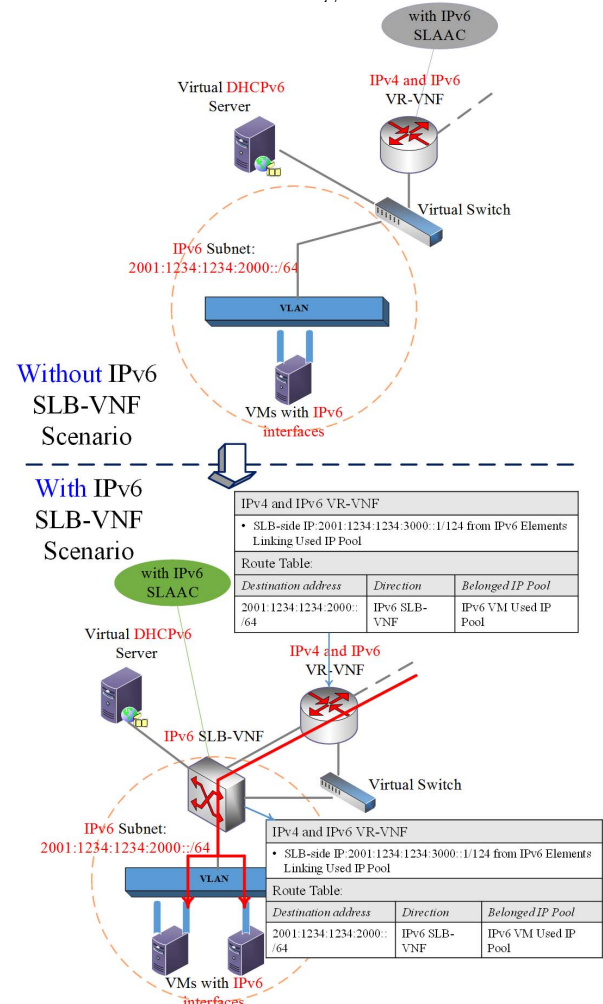 with IPv6
SLAAC
Virtual DHCPv6
Server
IPv4 and IPv6
VR-VNF
Virtual Switch
IPv6 Subnet:
2001:1234:1234:2000::/64
VLAN
VMs with IPv6
interfaces
Without IPv6
SLB-VNF
Scenario
With IPv6
SLB-VNF
Scenario
IPv4 and IPv6 VR-VNF
• SLB-side IP:2001:1234:1234:3000::1/124 from IPv6 Elements
Linking Used IP Pool
Route Table:
Destination address Direction Belonged IP Pool
2001:1234:1234:2000:: IPv6 SLB- IPv6 VM Used IP
/64 VNF Pool
with IPv6
SLAAC
Virtual DHCPv6
Server
IPv4 and IPv6
VR-VNF
IPv6 SLB-VNF
Virtual Switch
IPv6 Subnet:
2001:1234:1234:2000::/64
VLAN
IPv4 and IPv6 VR-VNF
• SLB-side IP:2001:1234:1234:3000::1/124 from IPv6 Elements
Linking Used IP Pool
Route Table:
Destination address Direction Belonged IP Pool
2001:1234:1234:2000:: IPv6 SLB- IPv6 VM Used IP
/64 VNF Pool
VMs with IPv6
interfaces